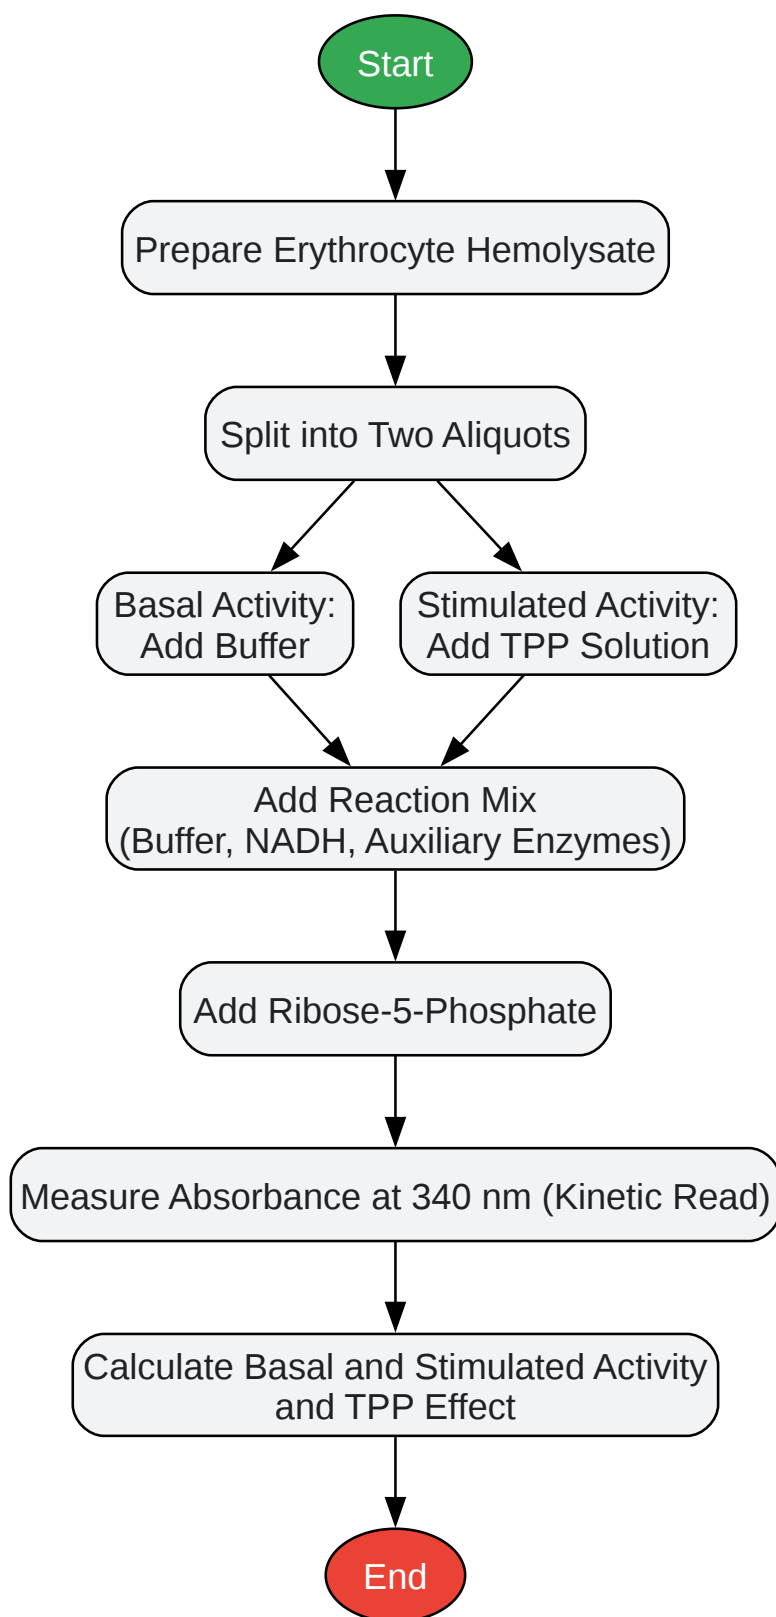 Start
Prepare Erythrocyte Hemolysate
Split into Two Aliquots
Basal Activity:
Add Buffer
Stimulated Activity:
Add TPP Solution
Add Reaction Mix
(Buffer, NADH, Auxiliary Enzymes)
Add Ribose-5-Phosphate
Measure Absorbance at 340 nm (Kinetic Read)
Calculate Basal and Stimulated Activity
and TPP Effect
End